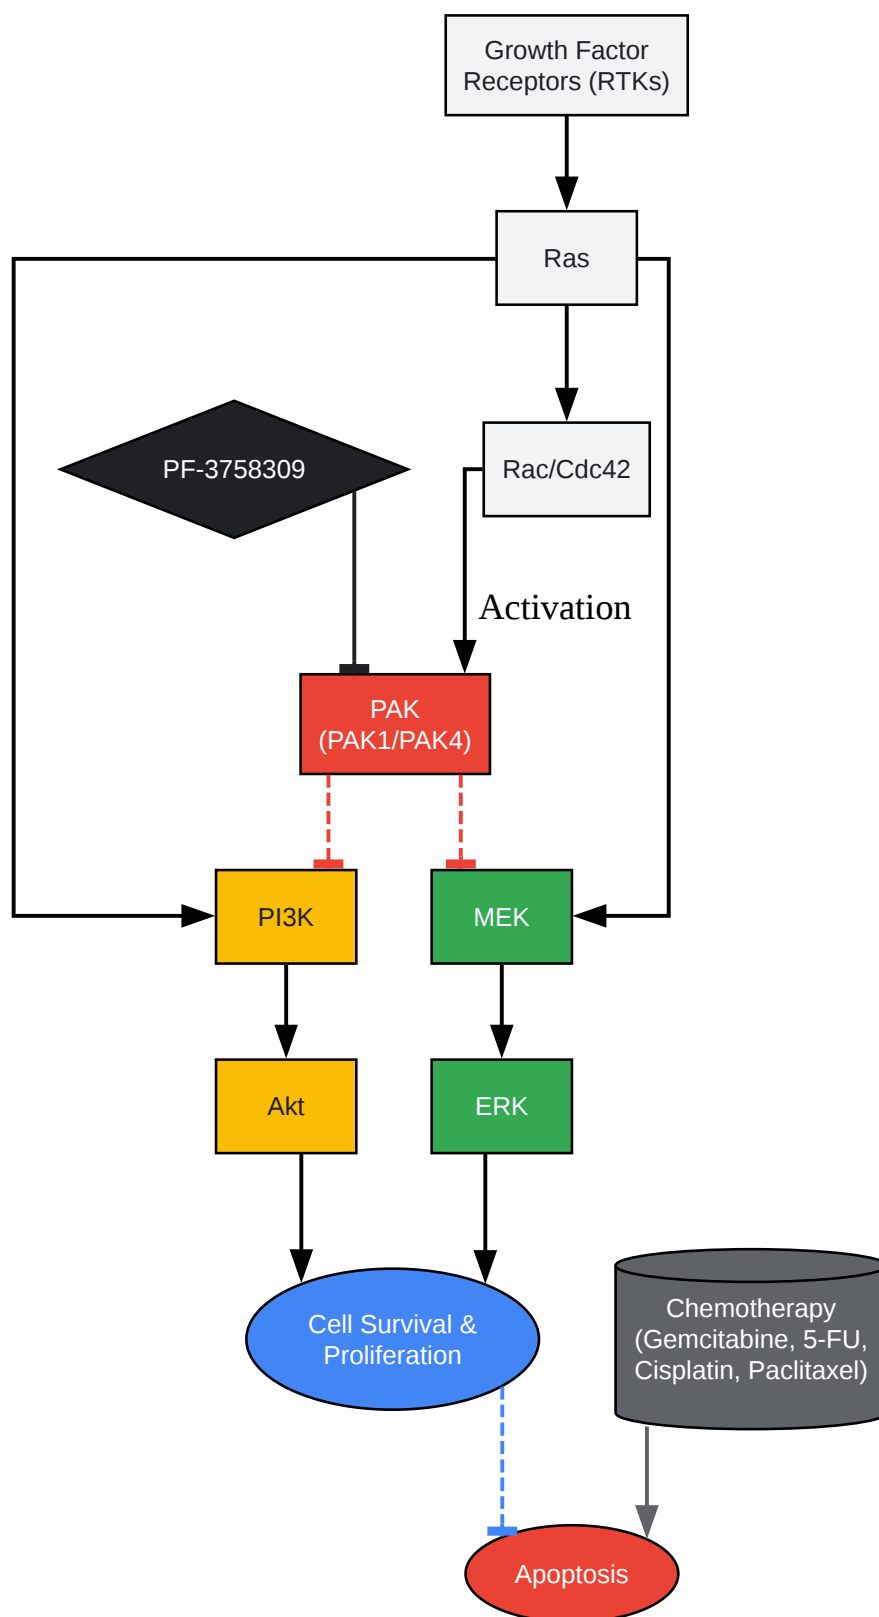 Growth Factor
Receptors (RTKs)
Ras
PF-3758309
Rac/Cdc42
Activation
PAK
(PAK1/PAK4)
PI3K
MEK
Akt
ERK
Cell Survival &
Proliferation
Chemotherapy
(Gemcitabine, 5-FU,
Cisplatin, Paclitaxel)
Apoptosis